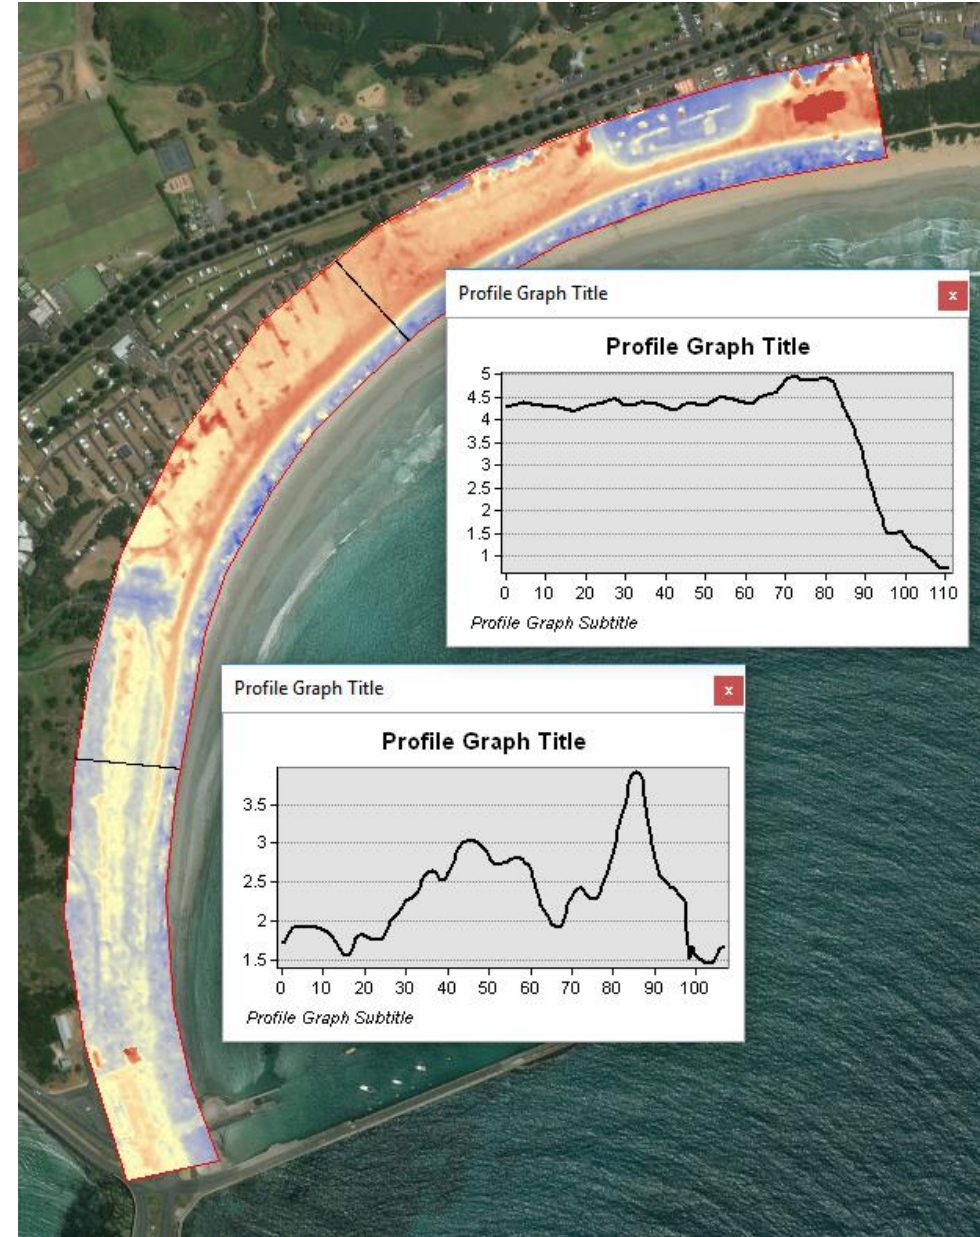 Profile Graph Title
x
Profile Graph Title
5
4.5
4
3.5
3
2.5
2
1.5
1
0 10 20 30 40 50 60 70 80 90 100 110
Profile Graph Subtitle
Profile Graph Title
x
Profile Graph Title
3.5
3
2.5
2
1.5
0 10 20 30 40 50 60 70 80 90 100
Profile Graph Subtitle